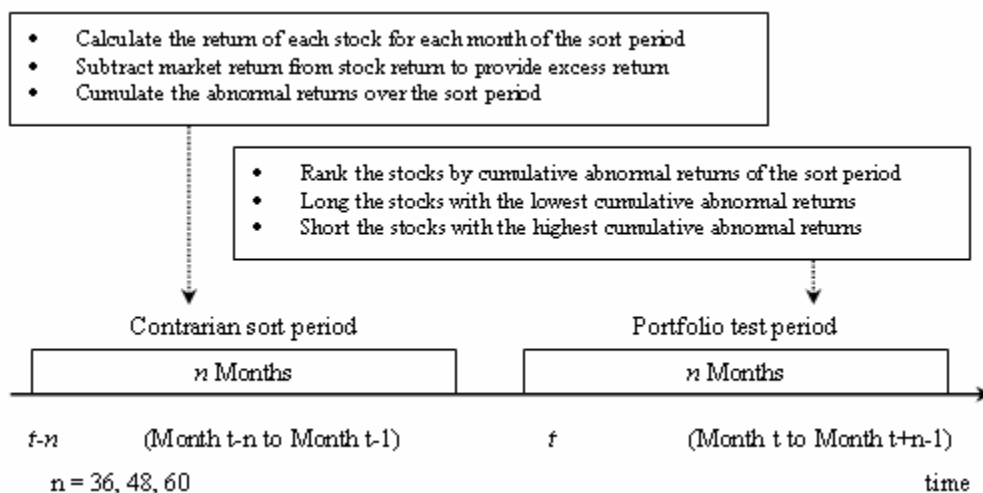 • Calculate the return of each stock for each month of the sort period
• Subtract market return from stock return to provide excess return
• Cumulate the abnormal returns over the sort period
• Rank the stocks by cumulative abnormal returns of the sort period
• Long the stocks with the lowest cumulative abnormal returns
• Short the stocks with the highest cumulative abnormal returns
Contrarian sort period
Portfolio test period
n Months
n Months
t-n (Month t-n to Month t-1) t (Month t to Month t+n-1)
n = 36, 48, 60 time